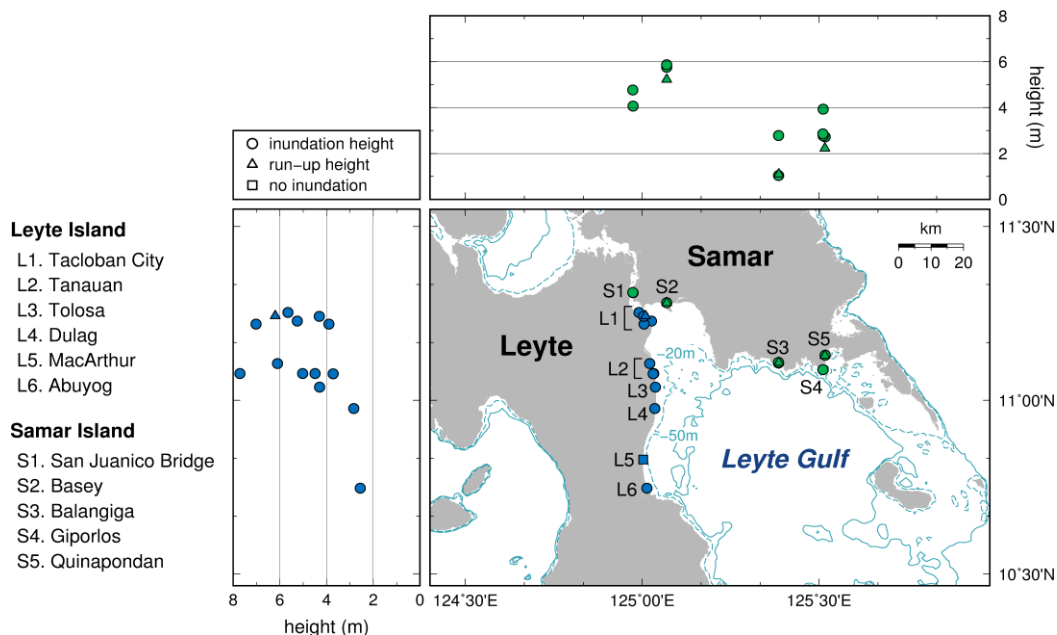 8
6
4
2
0
height (m)
inundation height
run-up height
no inundation
Leyte Island
L1. Tacloban City
L2. Tanauan
L3. Tolosa
L4. Dulag
L5. MacArthur
L6. Abuyog
Samar Island
S1. San Juanico Bridge
S2. Basey
S3. Balangiga
S4. Giporlos
S5. Quinapondan
8 6 4 2 0
height (m)
km
0 10 20
Samar
Leyte
Leyte Gulf
S1
S2
L1
S5
S3
S4
L2
L3
L4
L5
L6
-20m
-50m
11˚30'N
11˚00'N
10˚30'N
124˚30'E 125˚00'E 125˚30'E